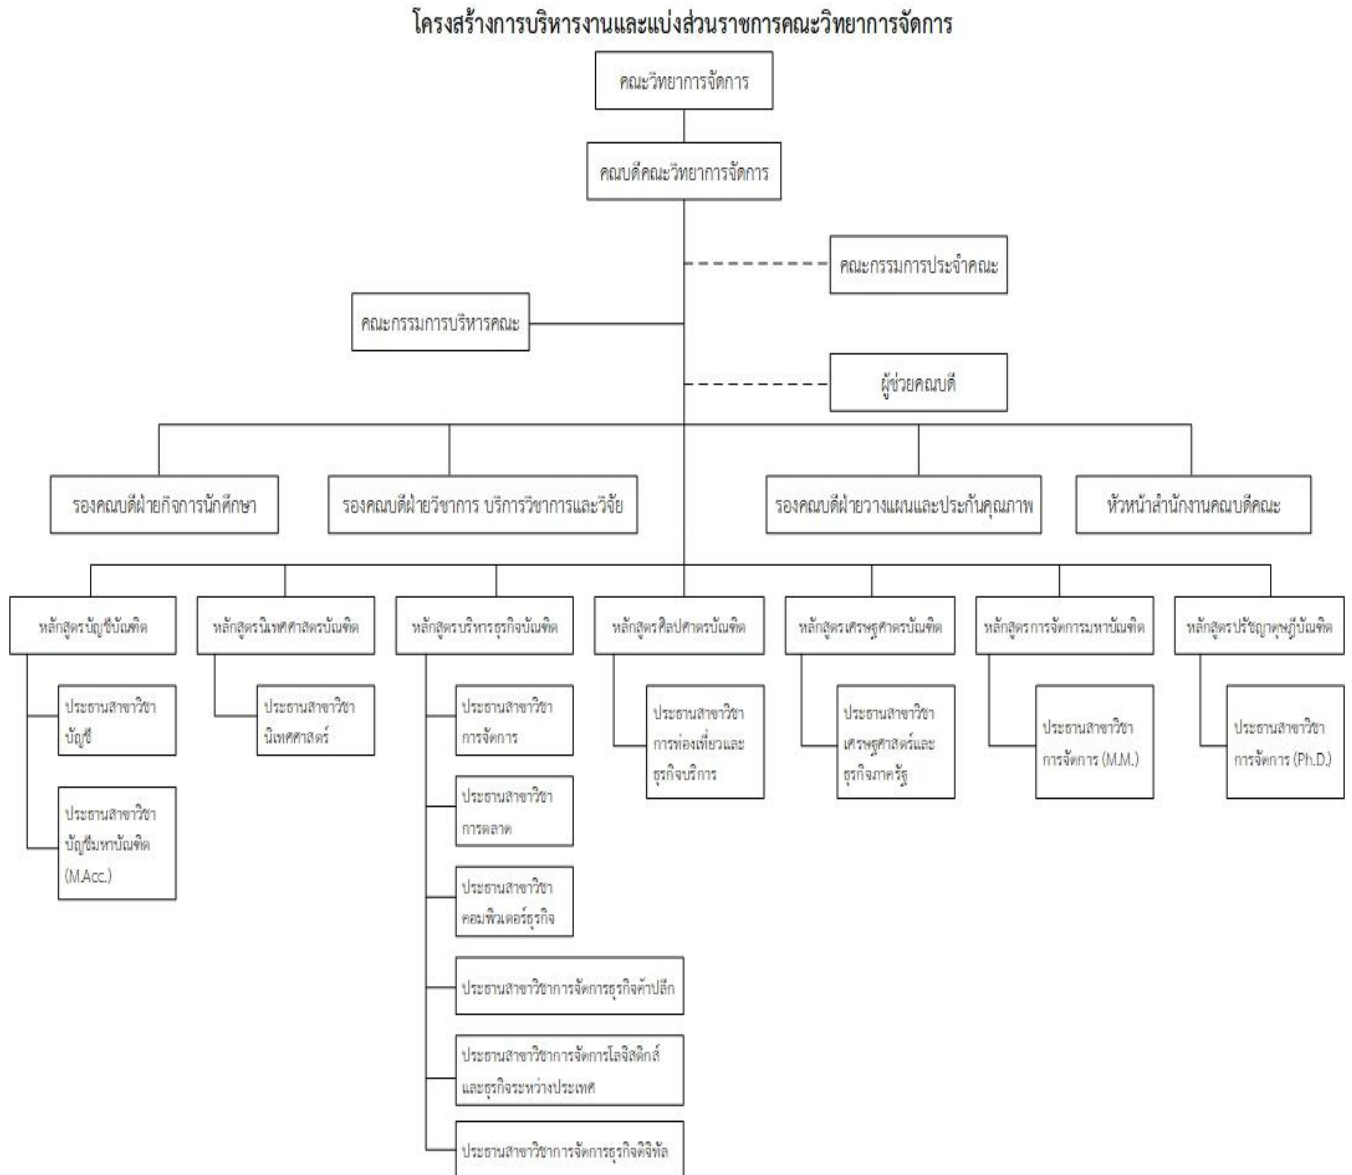 โครงสร้างการบริหารงานและแบ่งส่วนราชการคณะวิทยาการจัดการ
คณะวิทยาการจัดการ
คณบดีคณะวิทยาการจัดการ
คณะกรรมการประจำคณะ
คณะกรรมการบริหารคณะ
ผู้ช่วยคณบดี
รองคณบดีฝ่ายกิจการนักศึกษา
รองคณบดีฝ่ายวิชาการ บริการวิชาการและวิจัย
รองคณบดีฝ่ายวางแผนและประกันคุณภาพ
หัวหน้าสำนักงานคณบดีคณะ
หลักสูตรบัญชีบัณฑิต
หลักสูตรนิเทศศาสตรบัณฑิต
หลักสูตรบริหารธุรกิจบัณฑิต
หลักสูตรศิลปศาตรบัณฑิต
หลักสูตรเศรษฐศาตรบัณฑิต
หลักสูตรการจัดการมหาบัณฑิต
หลักสูตรปรัชญาดุษฎีบัณฑิต
ประธานสาขาวิชา
บัญชี
ประธานสาขาวิชา
บัญชีมหาบัณฑิต
(M.Acc.)
ประธานสาขาวิชา
นิเทศศาสตร์
ประธานสาขาวิชา
การจัดการ
ประธานสาขาวิชา
การตลาด
ประธานสาขาวิชา
คอมพิวเตอร์ธุรกิจ
ประธานสาขาวิชาการจัดการธุรกิจค้าปลีก
ประธานสาขาวิชาการจัดการโลจิสติกส์
และธุรกิจระหว่างประเทศ
ประธานสาขาวิชาการจัดการธุรกิจดิจิทัล
ประธานสาขาวิชา
การท่องเที่ยวและ
ธุรกิจบริการ
ประธานสาขาวิชา
เศรษฐศาสตร์และ
ธุรกิจภาครัฐ
ประธานสาขาวิชา
การจัดการ (M.M.)
ประธานสาขาวิชา
การจัดการ (Ph.D.)